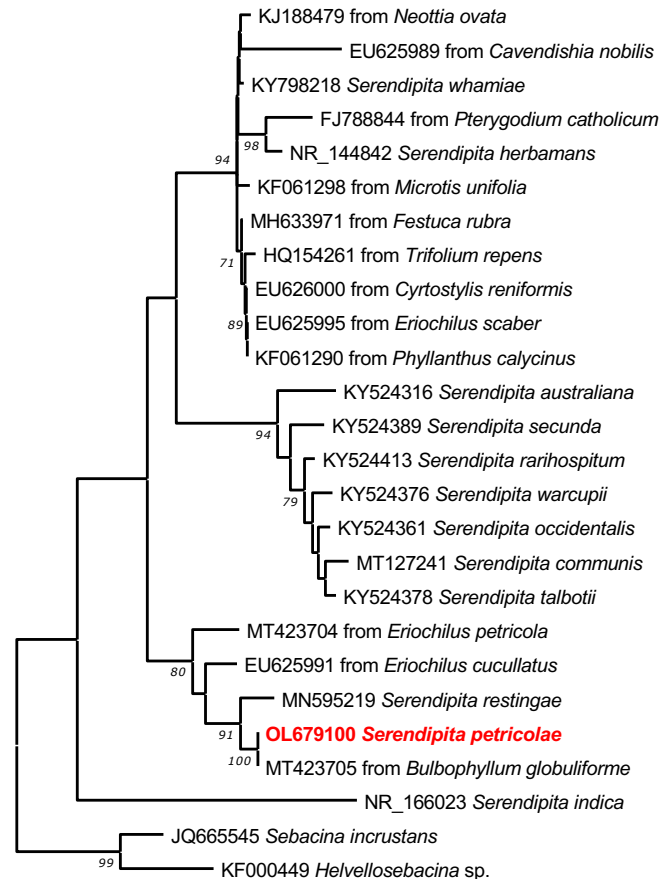 KJ188479 from Neottia ovata
EU625989 from Cavendishia nobilis
KY798218 Serendipita whamiae
FJ788844 from Pterygodium catholicum
98
NR_144842 Serendipita herbamans
94
KF061298 from Microtis unifolia
MH633971 from Festuca rubra
HQ154261 from Trifolium repens
71
EU626000 from Cyrtostylis reniformis
EU625995 from Eriochilus scaber
89
KF061290 from Phyllanthus calycinus
KY524316 Serendipita australiana
KY524389 Serendipita secunda
94
KY524413 Serendipita rarihospitum
KY524376 Serendipita warcupii
79
KY524361 Serendipita occidentalis
MT127241 Serendipita communis
KY524378 Serendipita talbotii
MT423704 from Eriochilus petricola
EU625991 from Eriochilus cucullatus
80
MN595219 Serendipita restingae
OL679100 Serendipita petricolae
91
MT423705 from Bulbophyllum globuliforme
100
NR_166023 Serendipita indica
JQ665545 Sebacina incrustans
99
KF000449 Helvellosebacina sp.